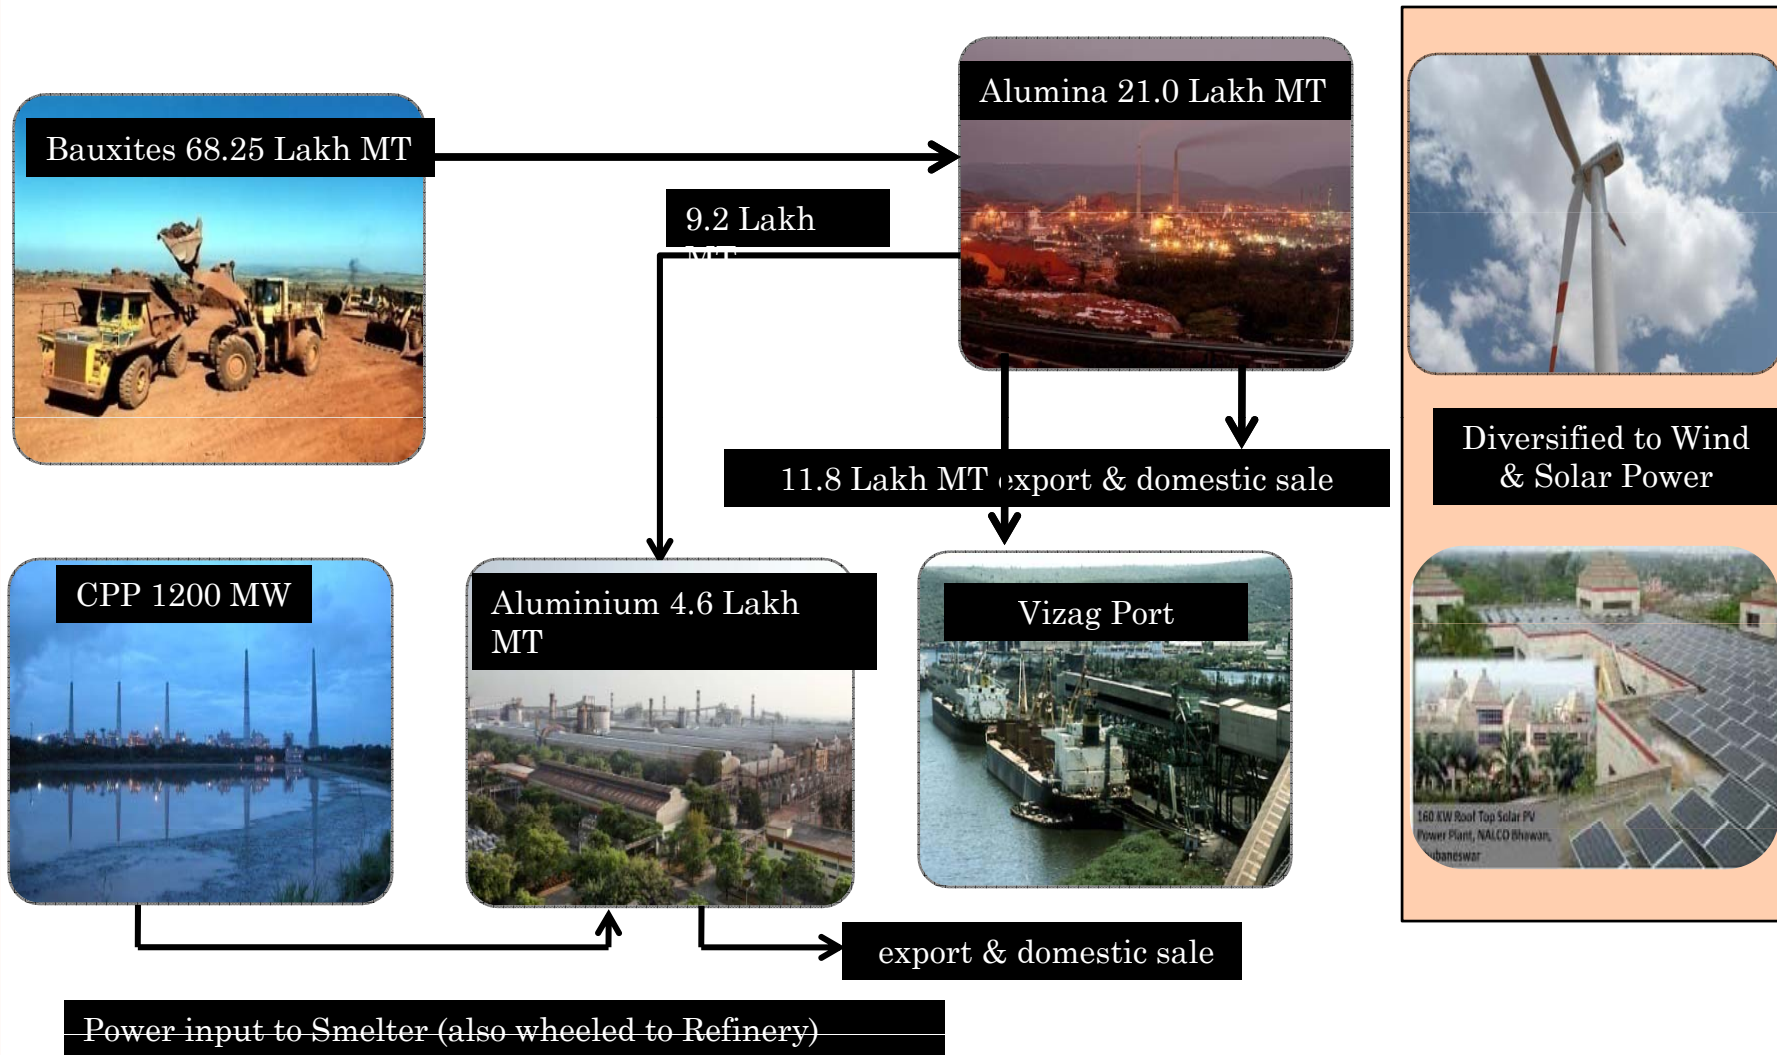 Bauxites 68.25 Lakh MT
Alumina 21.0 Lakh MT
9.2 Lakh
MT
11.8 Lakh MT export & domestic sale
Diversified to Wind
& Solar Power
CPP 1200 MW
Aluminium 4.6 Lakh
MT
Vizag Port
160 KW Roof Top Solar PV
Power Plant, NALCO Bhawan,
Bhubaneswar
export & domestic sale
Power input to Smelter (also wheeled to Refinery)